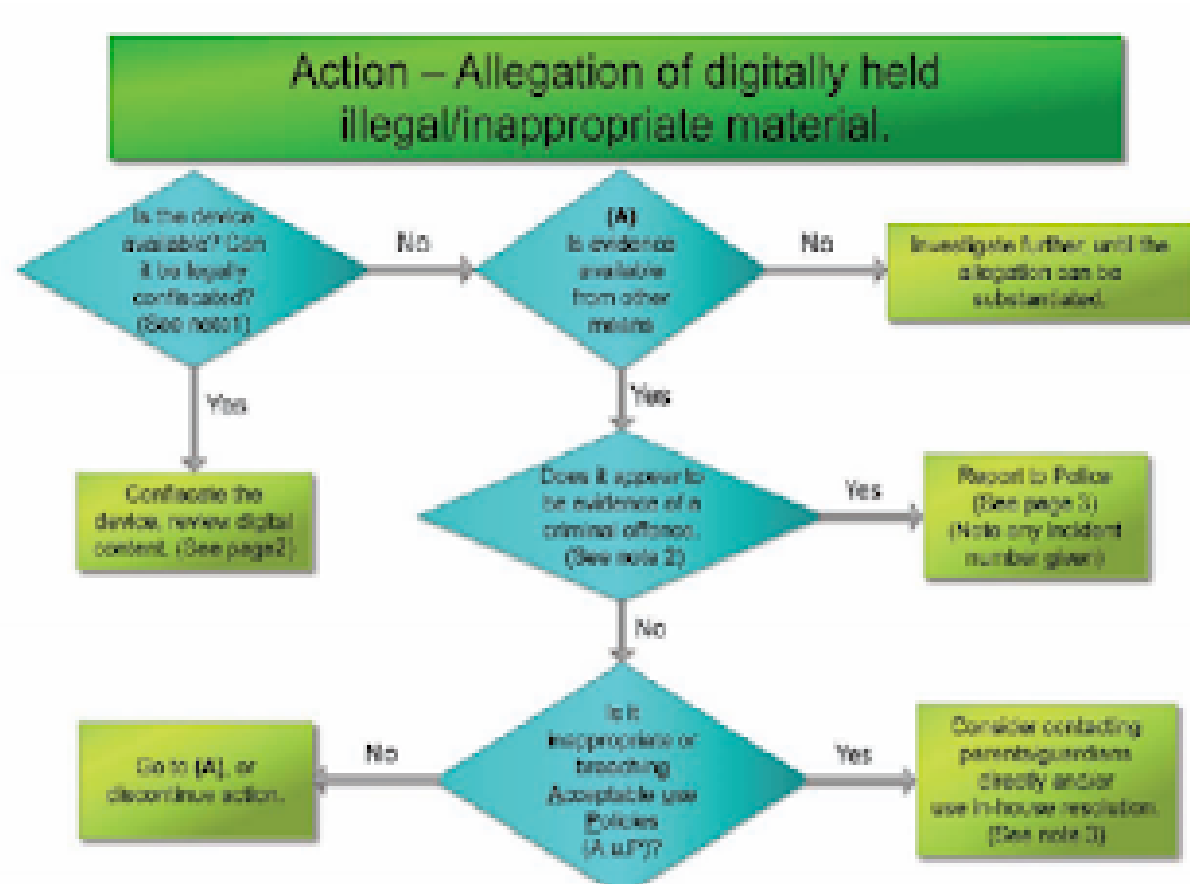 Action – Allegation of digitally held
illegal/inappropriate material.
Is the device
available? Can
it be legally
confiscated?
(See note1)
No
(A)
Is evidence
available
from other
means
No
Investigate further, until the
allegation can be
substantiated.
Yes
Yes
Confiscate the
device, review digital
content. (See page2)
Does it appear to
be evidence of a
criminal offence.
(See note 2)
Yes
Report to Police
(See page 3)
(Note any incident
number given)
No
Go to (A), or
discontinue action.
No
Is it
inappropriate or
breaching
Acceptable use
Policies
(A.u.P)?
Yes
Consider contacting
parents/guardians
directly and/or
use in-house resolution.
(See note 3)